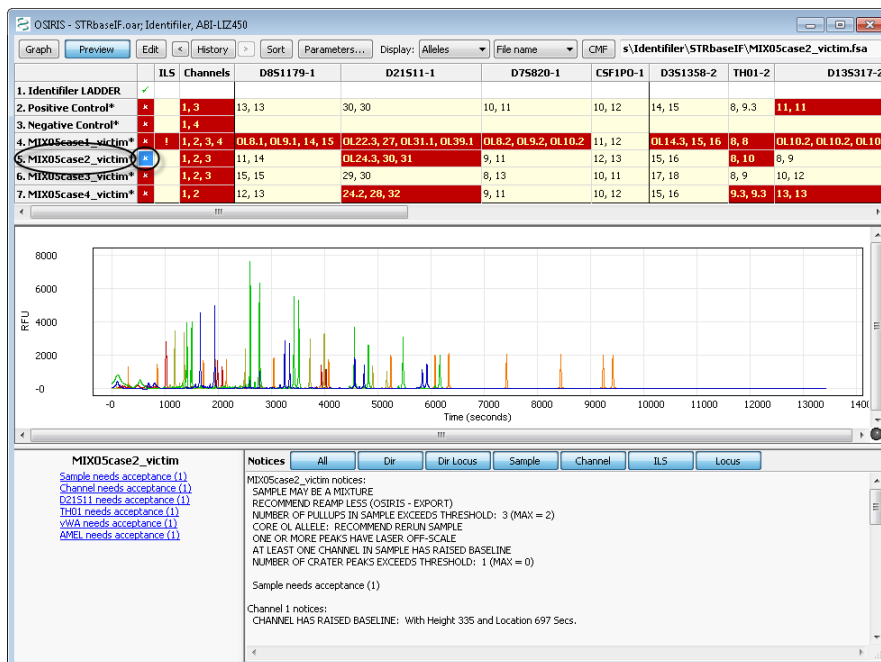 OSIRIS - STRbaseIF.oar; Identifiler, ABI-LIZ450
Graph Preview Edit < History > Sort Parameters... Display: Alleles File name CMF s\Identifiler\STRbaseIF\MIX05case2_victim.fsa
ILS Channels D8S1179-1 D21S11-1 D7S820-1 CSF1PO-1 D3S1358-2 TH01-2 D13S317-2
1. Identifiler LADDER
2. Positive Control* 1, 3 13, 13 30, 30 10, 11 10, 12 14, 15 8, 9.3 11, 11
3. Negative Control* 1, 4
4. MIX05case1_victim* ! 1, 2, 3, 4 OL8.1, OL9.1, 14, 15 OL22.3, 27, OL31.1, OL39.1 OL8.2, OL9.2, OL10.2 11, 12 OL14.3, 15, 16 8, 8 OL10.2, OL10.2, OL10
5. MIX05case2_victim* 1, 2, 3 11, 14 OL24.3, 30, 31 9, 11 12, 13 15, 16 8, 10 8, 9
6. MIX05case3_victim* 1, 2, 3 15, 15 29, 30 8, 13 10, 11 17, 18 8, 9 10, 12
7. MIX05case4_victim* 1, 2 12, 13 24.2, 28, 32 9, 11 10, 12 15, 16 9.3, 9.3 13, 13
8000
6000
RFU
4000
2000
-0
-0 1000 2000 3000 4000 5000 6000 7000 8000 9000 10000 11000 12000 13000 1400
Time (seconds)
MIX05case2_victim
Sample needs acceptance (1)
Channel needs acceptance (1)
D21S11 needs acceptance (1)
TH01 needs acceptance (1)
vWA needs acceptance (1)
AMEL needs acceptance (1)
Notices All Dir Dir Locus Sample Channel ILS Locus
MIX05case2_victim notices:
SAMPLE MAY BE A MIXTURE
RECOMMEND REAMP LESS (OSIRIS - EXPORT)
NUMBER OF PULLUPS IN SAMPLE EXCEEDS THRESHOLD: 3 (MAX = 2)
CORE OL ALLELE: RECOMMEND RERUN SAMPLE
ONE OR MORE PEAKS HAVE LASER OFF-SCALE
AT LEAST ONE CHANNEL IN SAMPLE HAS RAISED BASELINE
NUMBER OF CRATER PEAKS EXCEEDS THRESHOLD: 1 (MAX = 0)
Sample needs acceptance (1)
Channel 1 notices:
CHANNEL HAS RAISED BASELINE: With Height 335 and Location 697 Secs.